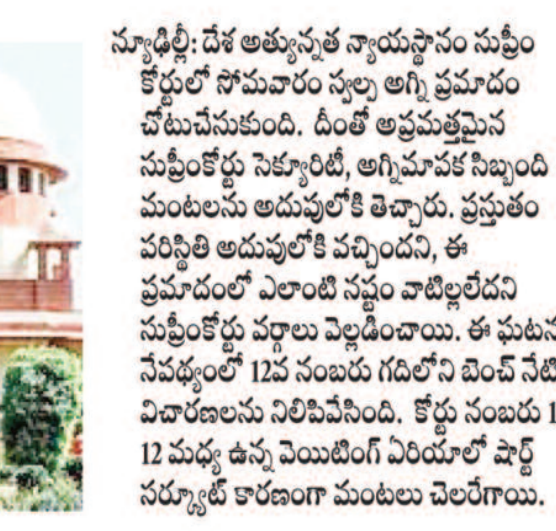 న్యూఢిల్లీ: దేశ అత్యున్నత న్యాయస్థానం సుప్రీం
కోర్టులో సోమవారం స్వల్ప అగ్ని ప్రమాదం
చోటుచేసుకుంది. దీంతో అప్రమత్తమైన
సుప్రీంకోర్టు సెక్యూరిటీ, అగ్నిమాపక సిబ్బంది
మంటలను అదుపులోకి తెచ్చారు. ప్రస్తుతం
పరిస్థితి అదుపులోకి వచ్చిందని, ఈ
ప్రమాదంలో ఎలాంటి నష్టం వాటిల్లలేదని
సుప్రీంకోర్టు వర్గాలు వెల్లడించాయి. ఈ ఘటన
నేపథ్యంలో 12వ నంబరు గదిలోని బెంచ్ నేటి
విచారణలను నిలిపివేసింది. కోర్టు నంబరు
12 మధ్య ఉన్న వెయిటింగ్ ఏరియాలో షార్ట్
సర్క్యూట్ కారణంగా మంటలు చెలరేగాయి.